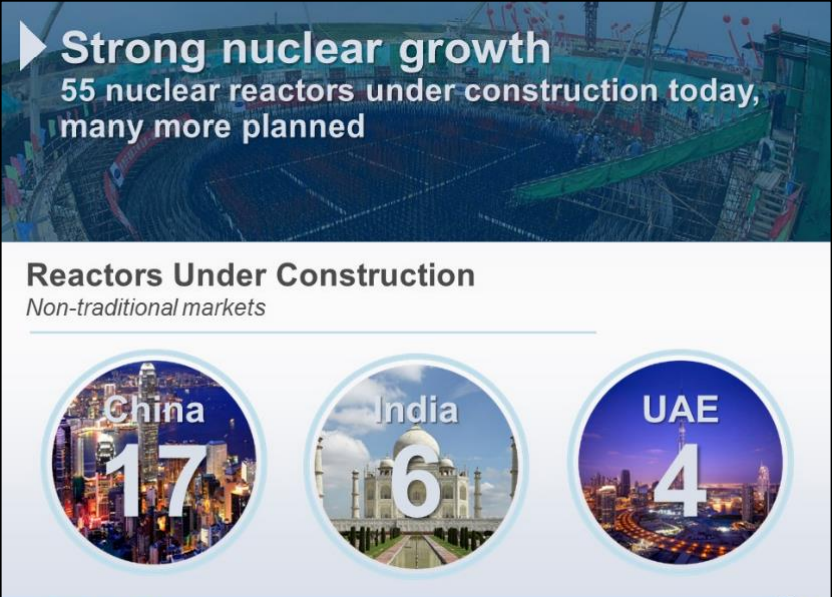 Strong nuclear growth
55 nuclear reactors under construction today,
many more planned
Reactors Under Construction
Non-traditional markets
China
17
India
6
UAE
4